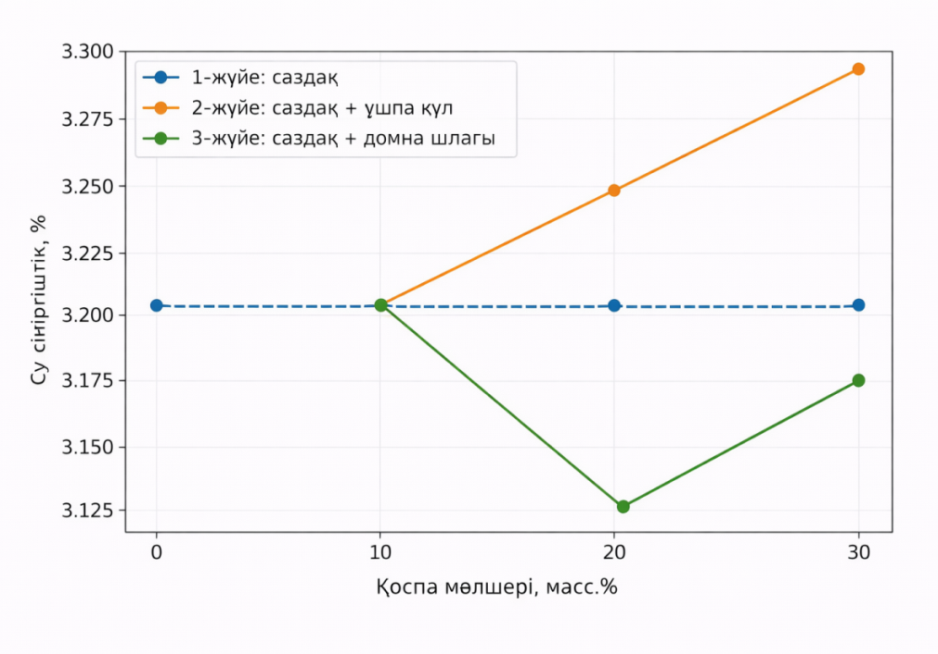 3.300
3.275
3.250
3.225
3.200
3.175
3.150
3.125
Су сіңіргіштік, %
1-жүйе: саздақ
2-жүйе: саздақ + ұшпа күл
3-жүйе: саздақ + домна шлагы
0 10 20 30
Қоспа мөлшері, масс.%